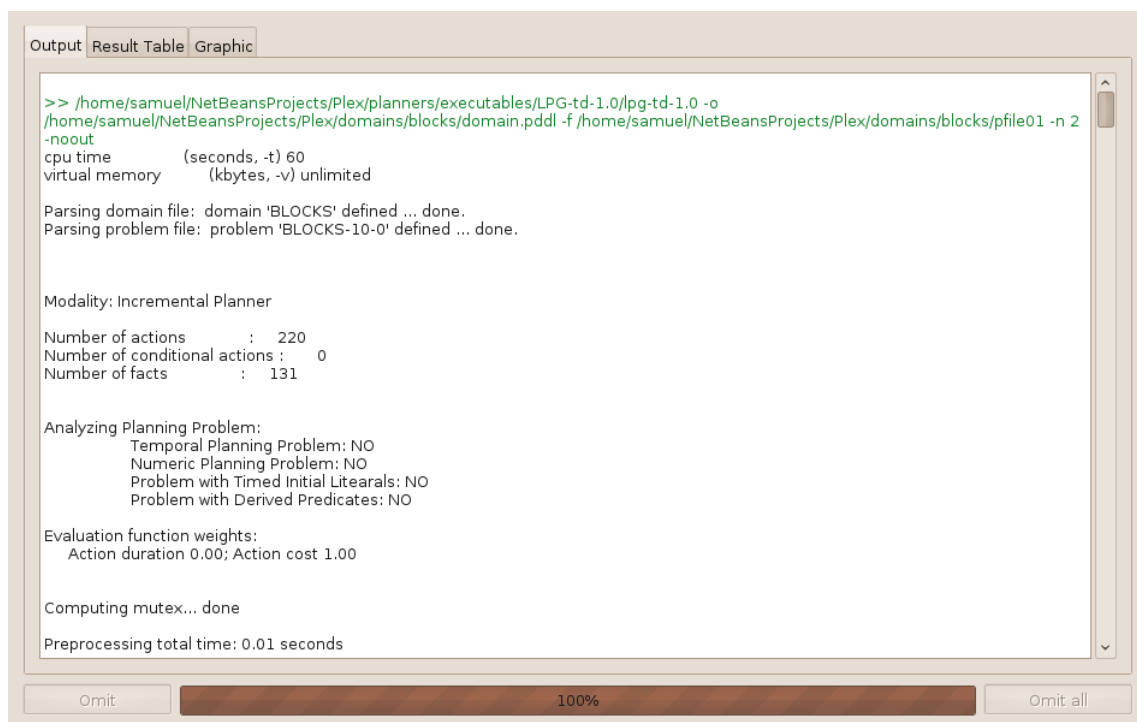 Output Result Table Graphic
>> /home/samuel/NetBeansProjects/Plex/planners/executables/LPG-td-1.0/lpg-td-1.0 -o
/home/samuel/NetBeansProjects/Plex/domains/blocks/domain.pddl -f /home/samuel/NetBeansProjects/Plex/domains/blocks/pfile01 -n 2
-noout
cpu time (seconds, -t) 60
virtual memory (kbytes, -v) unlimited
Parsing domain file: domain 'BLOCKS' defined ... done.
Parsing problem file: problem 'BLOCKS-10-0' defined ... done.
Modality: Incremental Planner
Number of actions : 220
Number of conditional actions : 0
Number of facts : 131
Analyzing Planning Problem:
Temporal Planning Problem: NO
Numeric Planning Problem: NO
Problem with Timed Initial Litearals: NO
Problem with Derived Predicates: NO
Evaluation function weights:
Action duration 0.00; Action cost 1.00
Computing mutex... done
Preprocessing total time: 0.01 seconds
Omit 100% Omit all